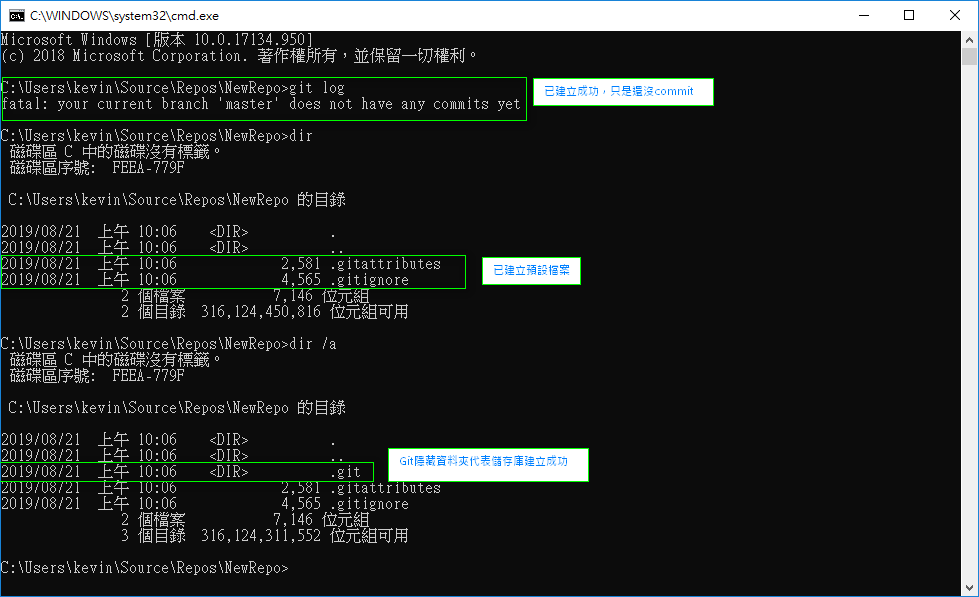 C:\WINDOWS\system32\cmd.exe
Microsoft Windows [版本 10.0.17134.950]
(c) 2018 Microsoft Corporation. 著作權所有，並保留一切權利。
C:\Users\kevin\Source\Repos\NewRepo>git log
已建立成功，只是還沒commit
fatal: your current branch 'master' does not have any commits yet
C:\Users\kevin\Source\Repos\NewRepo>dir
磁碟區 C 中的磁碟沒有標籤。
磁碟區序號:  FEEA-779F
C:\Users\kevin\Source\Repos\NewRepo 的目錄
2019/08/21  上午 10:06    <DIR>          .
2019/08/21  上午 10:06    <DIR>          ..
2019/08/21  上午 10:06             2,581 .gitattributes
已建立預設檔案
2019/08/21  上午 10:06             4,565 .gitignore
2 個檔案           7,146 位元組
2 個目錄  316,124,450,816 位元組可用
C:\Users\kevin\Source\Repos\NewRepo>dir /a
磁碟區 C 中的磁碟沒有標籤。
磁碟區序號:  FEEA-779F
C:\Users\kevin\Source\Repos\NewRepo 的目錄
2019/08/21  上午 10:06    <DIR>          .
2019/08/21  上午 10:06    <DIR>          ..
Git隱藏資料夾代表儲存庫建立成功
2019/08/21  上午 10:06    <DIR>          .git
2019/08/21  上午 10:06             2,581 .gitattributes
2019/08/21  上午 10:06             4,565 .gitignore
2 個檔案           7,146 位元組
3 個目錄  316,124,311,552 位元組可用
C:\Users\kevin\Source\Repos\NewRepo>